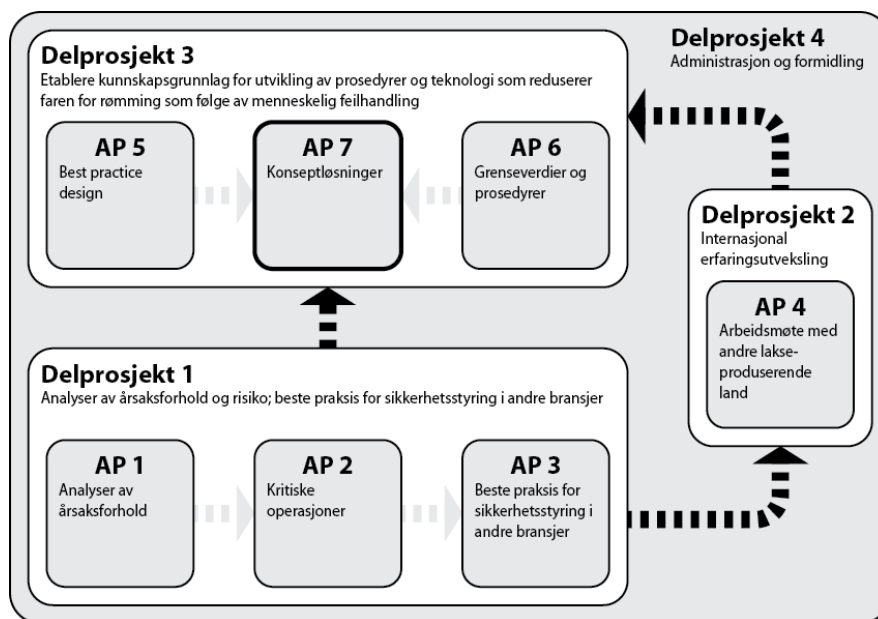 Delprosjekt 3
Etablere kunnskapsgrunnlag for utvikling av prosedyrer og teknologi som reduserer
faren for rømming som følge av menneskelig feilhandling
AP 5
Best practice
design
AP 7
Konseptløsninger
AP 6
Grenseverdier og
prosedyrer
Delprosjekt 4
Administrasjon og formidling
Delprosjekt 2
Internasjonal
erfaringsutveksling
AP 4
Arbeidsmøte med
andre lakse-
produserende
land
Delprosjekt 1
Analyser av årsaksforhold og risiko; beste praksis for sikkerhetsstyring i andre bransjer
AP 1
Analyser av
årsaksforhold
AP 2
Kritiske
operasjoner
AP 3
Beste praksis for
sikkerhetsstyring i
andre bransjer